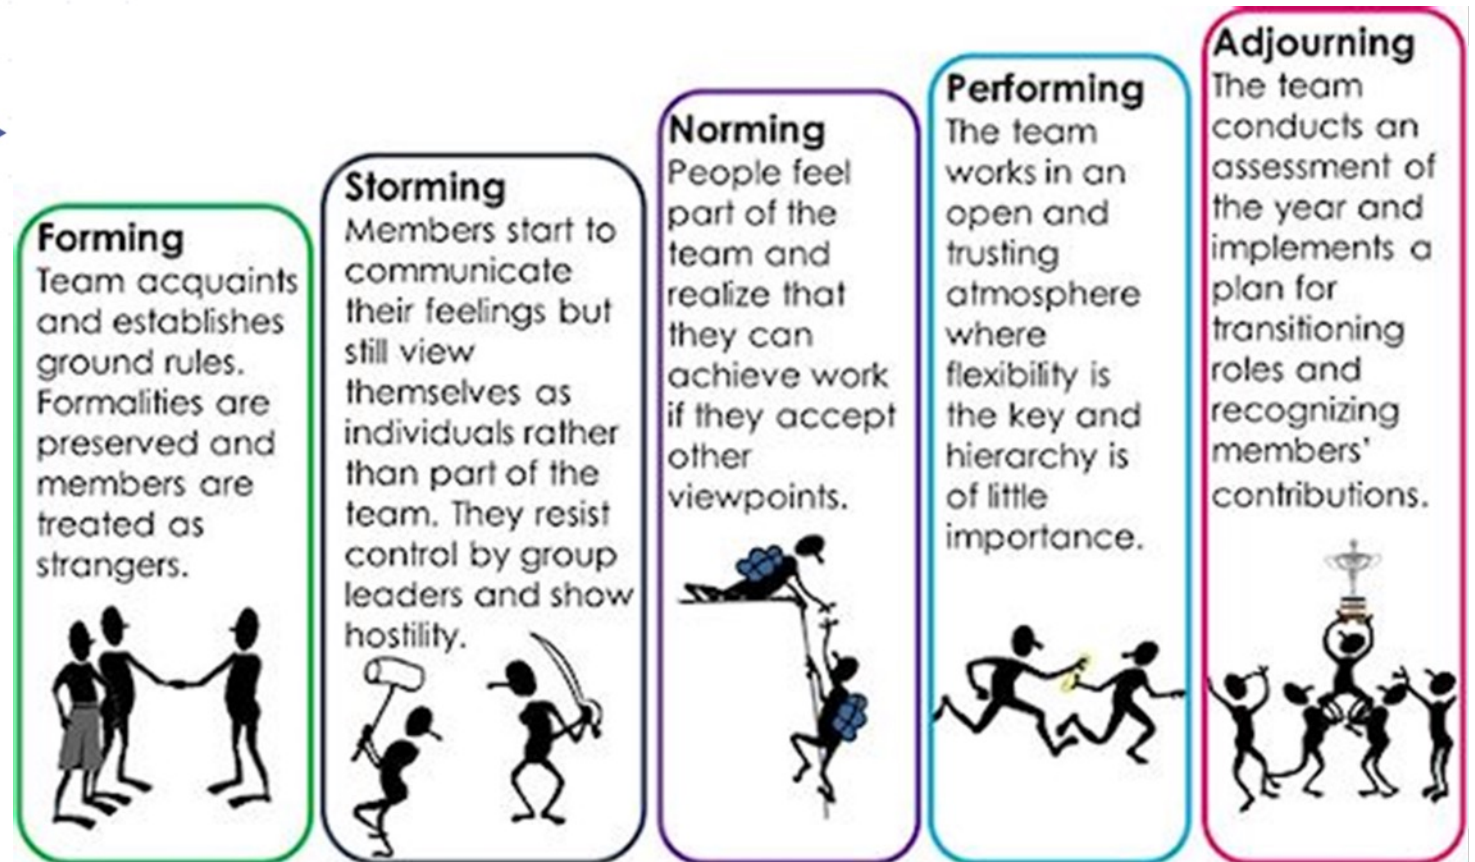 Forming
Team acquaints
and establishes
ground rules.
Formalities are
preserved and
members are
treated as
strangers.
Storming
Members start to
communicate
their feelings but
still view
themselves as
individuals rather
than part of the
team. They resist
control by group
leaders and show
hostility.
Norming
People feel
part of the
team and
realize that
they can
achieve work
if they accept
other
viewpoints.
Performing
The team
works in an
open and
trusting
atmosphere
where
flexibility is
the key and
hierarchy is
of little
importance.
Adjourning
The team
conducts an
assessment of
the year and
implements a
plan for
transitioning
roles and
recognizing
members'
contributions.